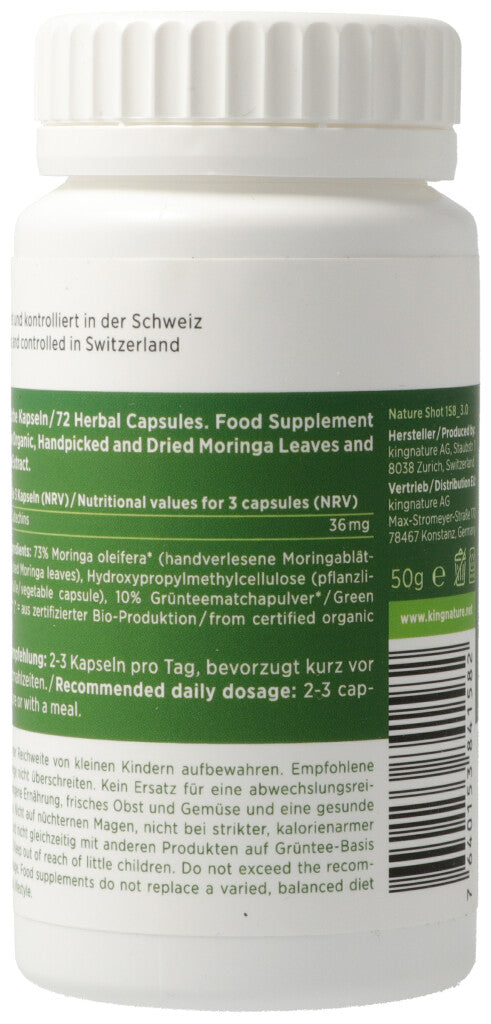 und kontrolliert in der Schweiz
and controlled in Switzerland
Kapseln / 72 Herbal Capsules. Food Supplement
Organic, Handpicked and Dried Moringa Leaves and
Extract.
Kapseln (NRV) / Nutritional values for 3 capsules (NRV)
36 mg
73% Moringa oleifera* (handverlesene Moringablät-
Moringa leaves), Hydroxypropylmethylcellulose (pflanzli-
/vegetable capsule), 10% Grünteematchapulver* / Green
= aus zertifizierter Bio-Produktion / from certified organic
2-3 Kapseln pro Tag, bevorzugt kurz vor
/ Recommended daily dosage: 2-3 cap-
or with a meal.
Reichweite von kleinen Kindern aufbewahren. Empfohlene
nicht überschreiten. Kein Ersatz für eine abwechslungsrei-
Ernährung, frisches Obst und Gemüse und eine gesunde
Nicht auf nüchternen Magen, nicht bei strikter, kalorienarmer
nicht gleichzeitig mit anderen Produkten auf Grüntee-Basis
out of reach of little children. Do not exceed the recom-
Food supplements do not replace a varied, balanced diet
lifestyle.
Nature Shot 158_3.0
Hersteller / Produced by:
kingnature AG,
8038 Zurich, Switzerland
Vertrieb / Distribution
kingnature AG
Max-Stromeyer-Straße
78467 Konstanz, Germany
50g ℮
www.kingnature.net
7 640153 841582